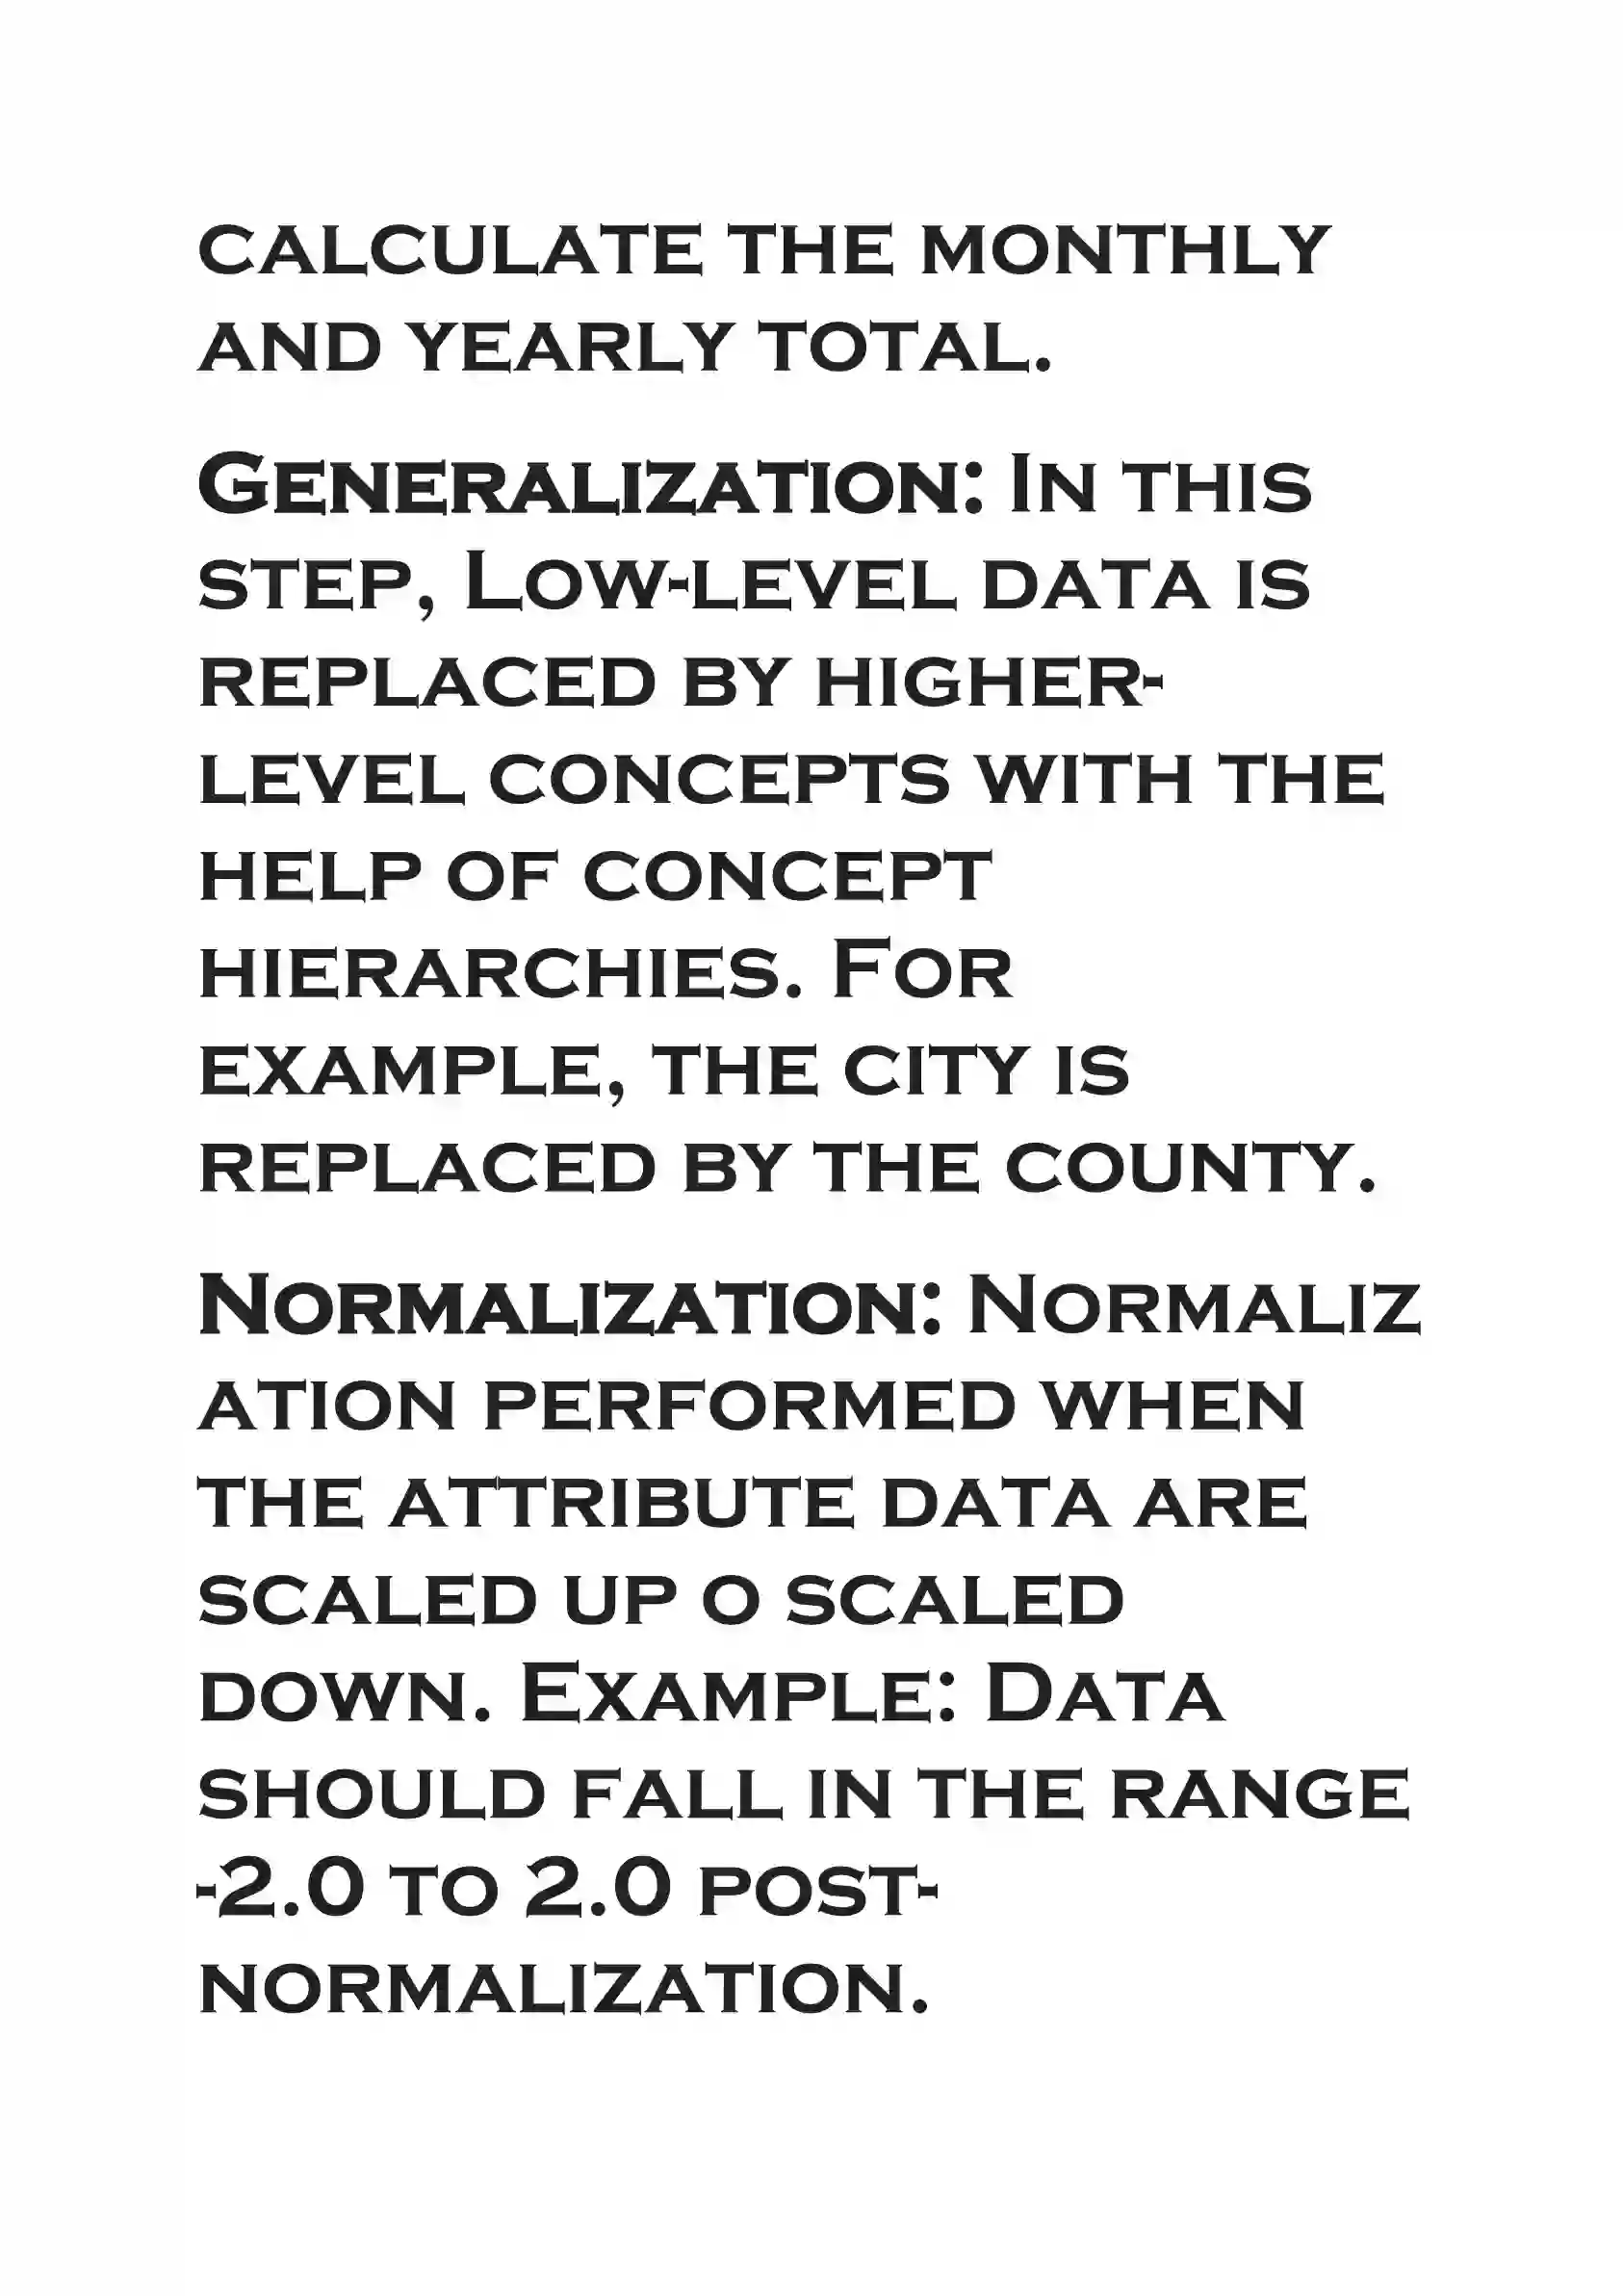 calculate the monthly
and yearly total.
Generalization: In this
step, Low-level data is
replaced by higher-
level concepts with the
help of concept
hierarchies. For
example, the city is
replaced by the county.
Normalization: Normaliz
ation performed when
the attribute data are
scaled up o scaled
down. Example: Data
should fall in the range
-2.0 to 2.0 post-
normalization.